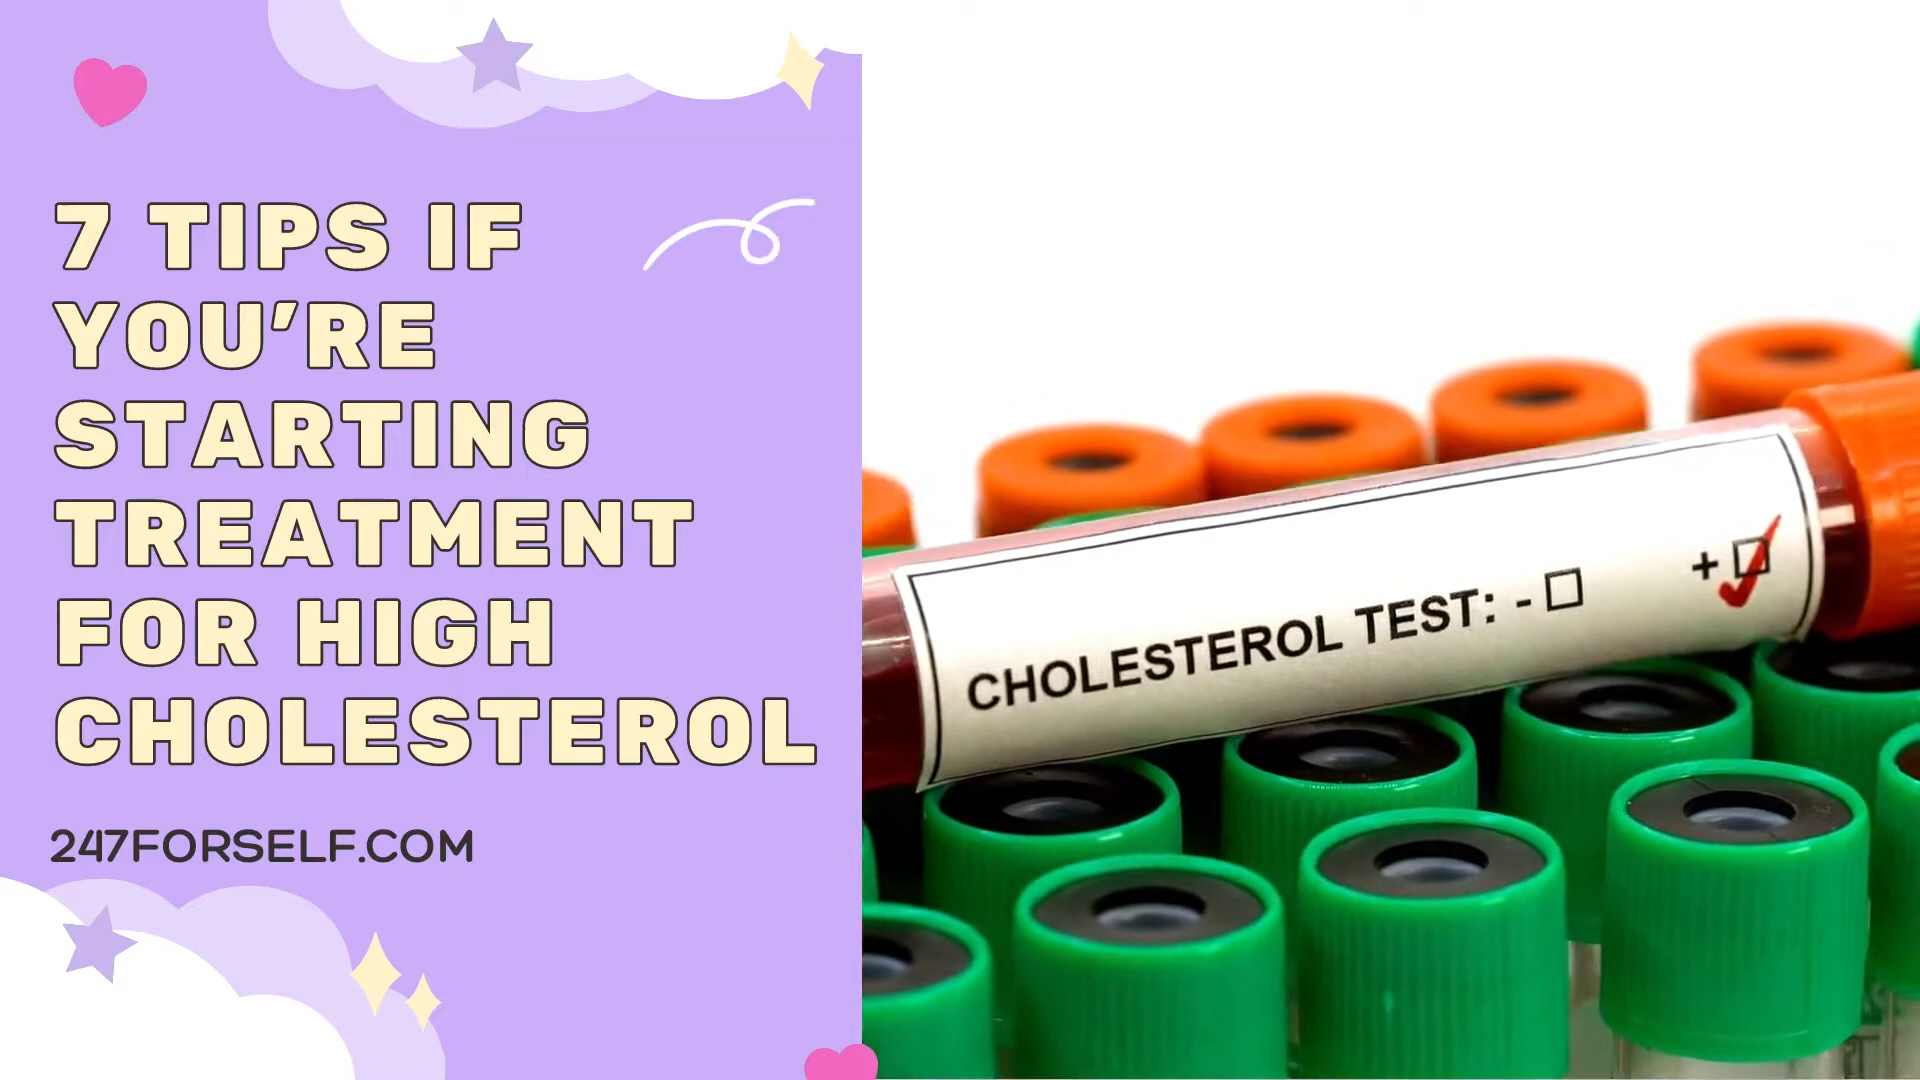 7 TIPS IF
YOU'RE
STARTING
TREATMENT
FOR HIGH
CHOLESTEROL
247FORSELF.COM
CHOLESTEROL TEST: - ☐ + ☑